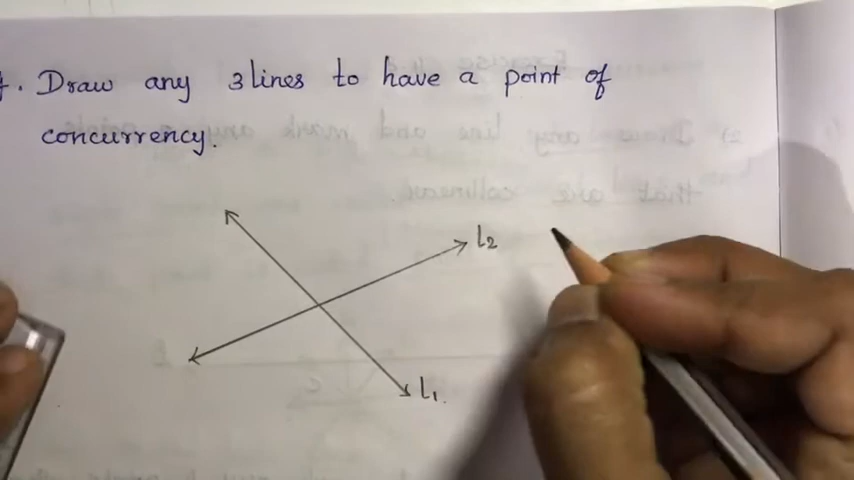 4. Draw any 3 lines to have a point of
concurrency.
l2
l1.